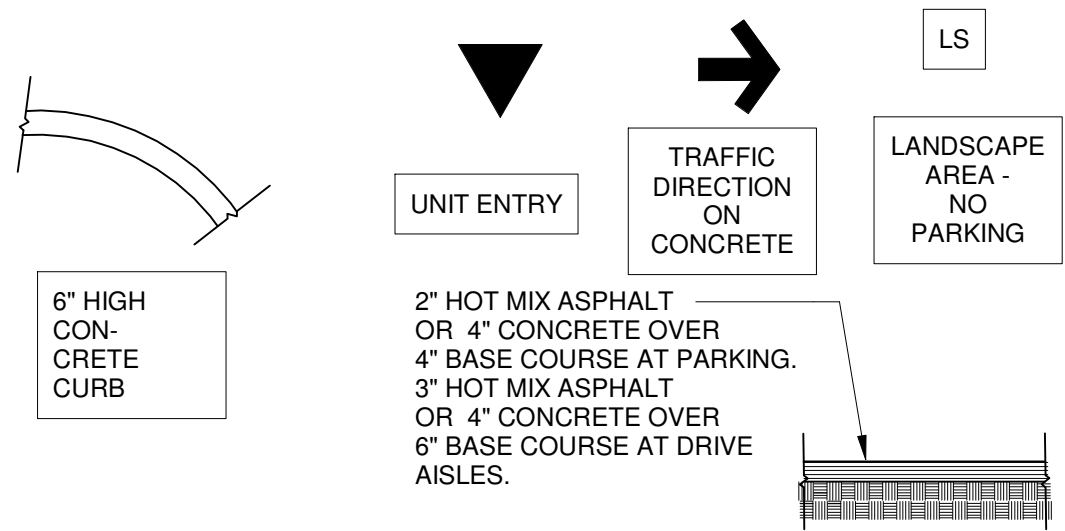 LS
UNIT ENTRY
TRAFFIC
DIRECTION
ON
CONCRETE
LANDSCAPE
AREA -
NO
PARKING
6" HIGH
CON-
CRETE
CURB
2" HOT MIX ASPHALT
OR 4" CONCRETE OVER
4" BASE COURSE AT PARKING.
3" HOT MIX ASPHALT
OR 4" CONCRETE OVER
6" BASE COURSE AT DRIVE
AISLES.